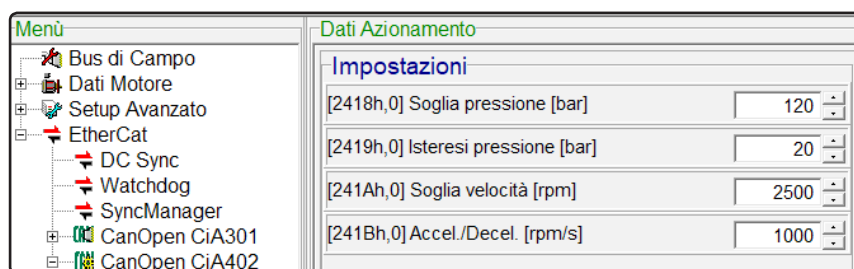 Menù
Bus di Campo
Dati Motore
Setup Avanzato
EtherCat
DC Sync
Watchdog
SyncManager
CanOpen CiA301
CanOpen CiA402
Dati Azionamento
Impostazioni
[2418h,0] Soglia pressione [bar] 120
[2419h,0] Isteresi pressione [bar] 20
[241Ah,0] Soglia velocità [rpm] 2500
[241Bh,0] Accel./Decel. [rpm/s] 1000